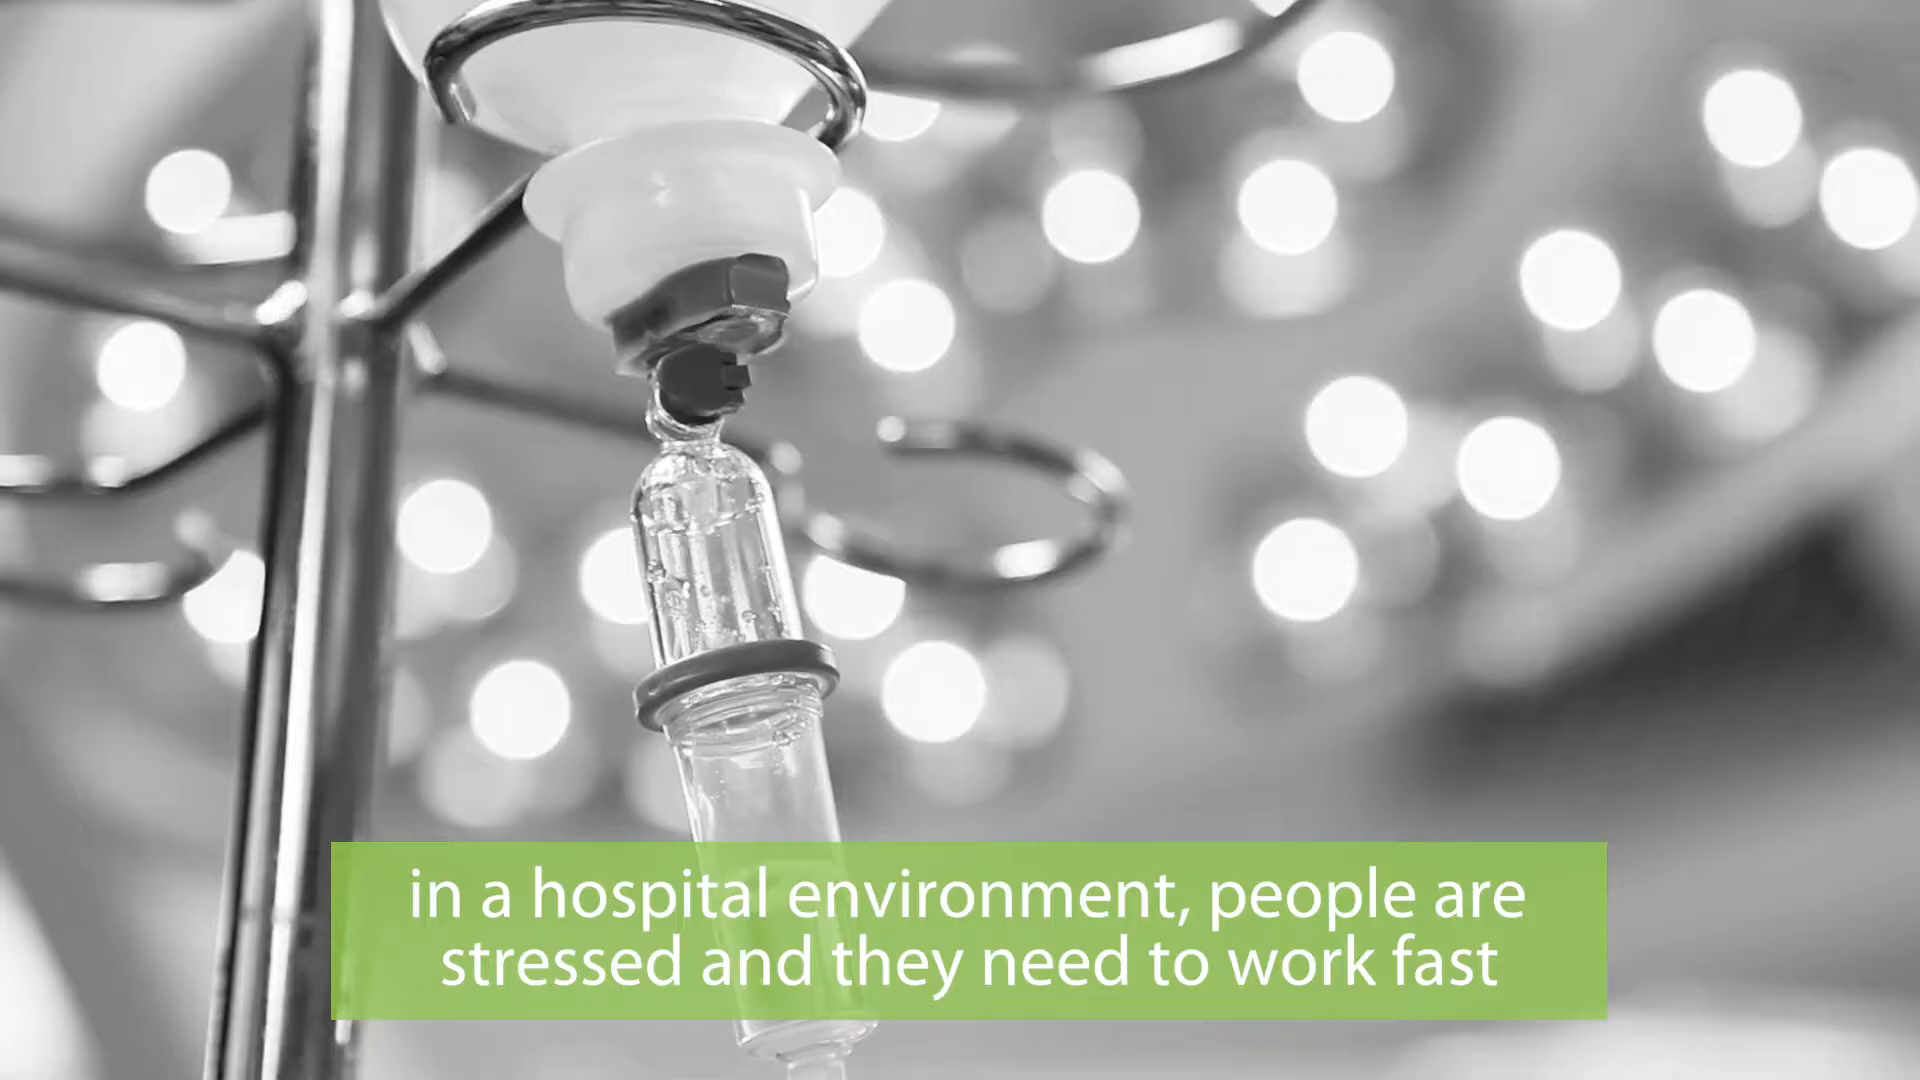 in a hospital environment, people are
stressed and they need to work fast